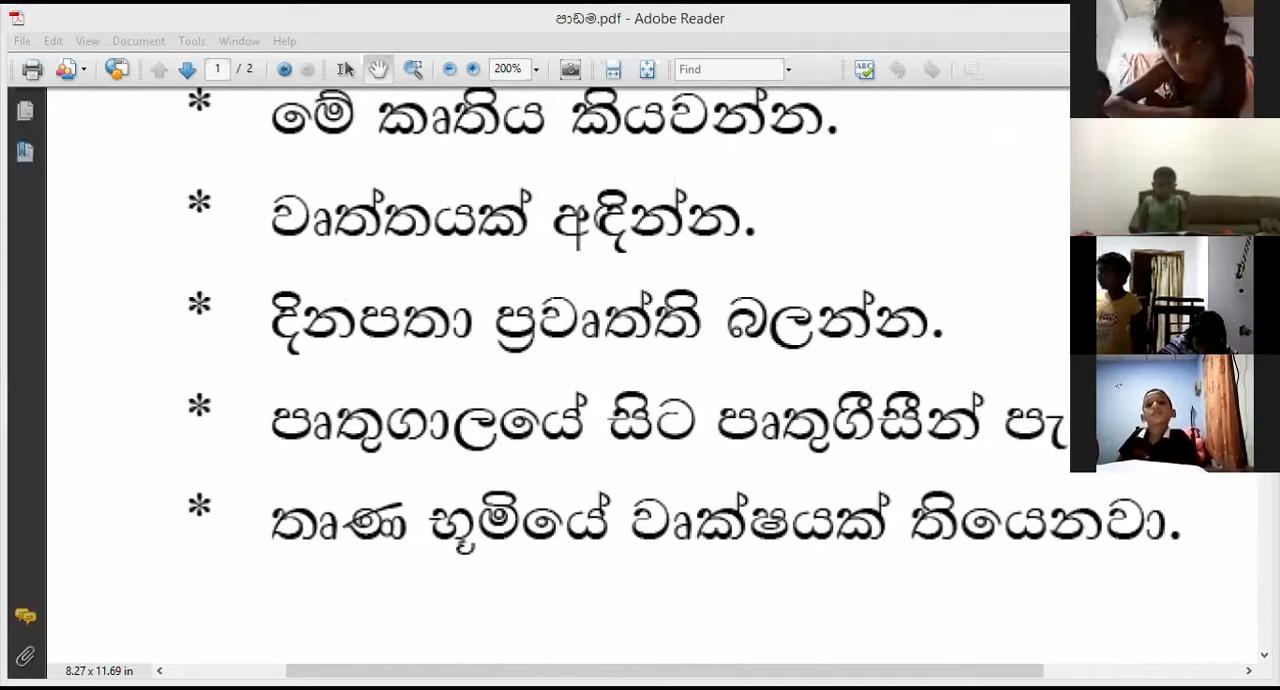 පාඩම.pdf - Adobe Reader
File Edit View Document Tools Window Help
1 / 2 200% Find
* මේ කෘතිය කියවන්න.
* වෘත්තයක් අඳින්න.
* දිනපතා ප්‍රවෘත්ති බලන්න.
* පෘතුගාලයේ සිට පෘතුගීසීන් පැ
* තෘණ භූමියේ වෘක්ෂයක් තියෙනවා.
8.27 x 11.69 in